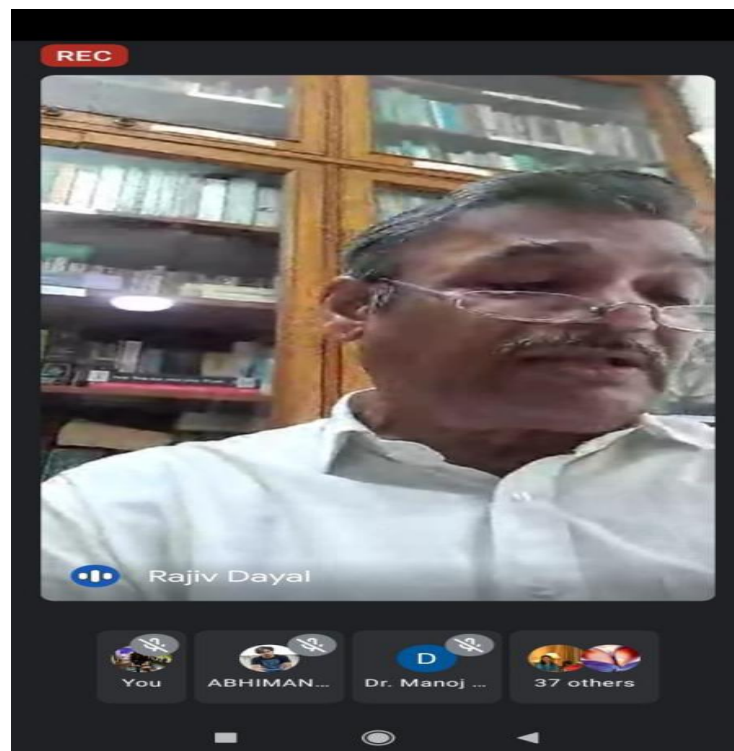 REC
Rajiv Dayal
D
You
ABHIMAN...
Dr. Manoj ...
37 others